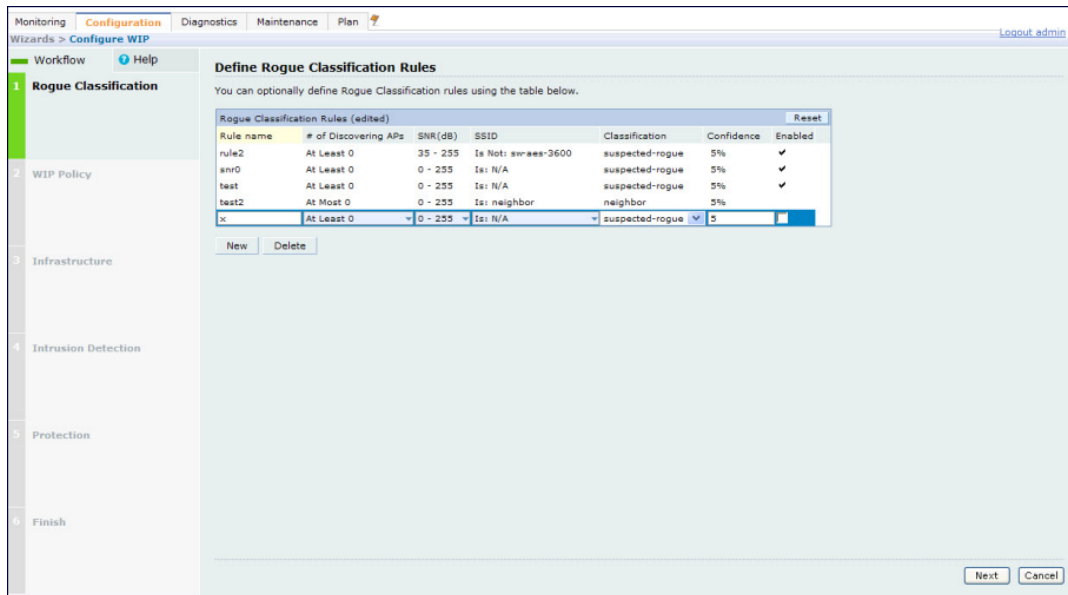 Monitoring Configuration Diagnostics Maintenance Plan
Logout admin
Wizards > Configure WIP
Workflow Help
1 Rogue Classification
2 WIP Policy
3 Infrastructure
4 Intrusion Detection
5 Protection
6 Finish
Define Rogue Classification Rules
You can optionally define Rogue Classification rules using the table below.
Rogue Classification Rules (edited) Reset
Rule name # of Discovering APs SNR(dB) SSID Classification Confidence Enabled
rule2 At Least 0 35 - 255 Is Not: sw-aes-3600 suspected-rogue 5%
snr0 At Least 0 0 - 255 Is: N/A suspected-rogue 5%
test At Least 0 0 - 255 Is: N/A suspected-rogue 5%
test2 At Most 0 0 - 255 Is: neighbor neighbor 5%
x At Least 0 0 - 255 Is: N/A suspected-rogue 5
New Delete
Next Cancel